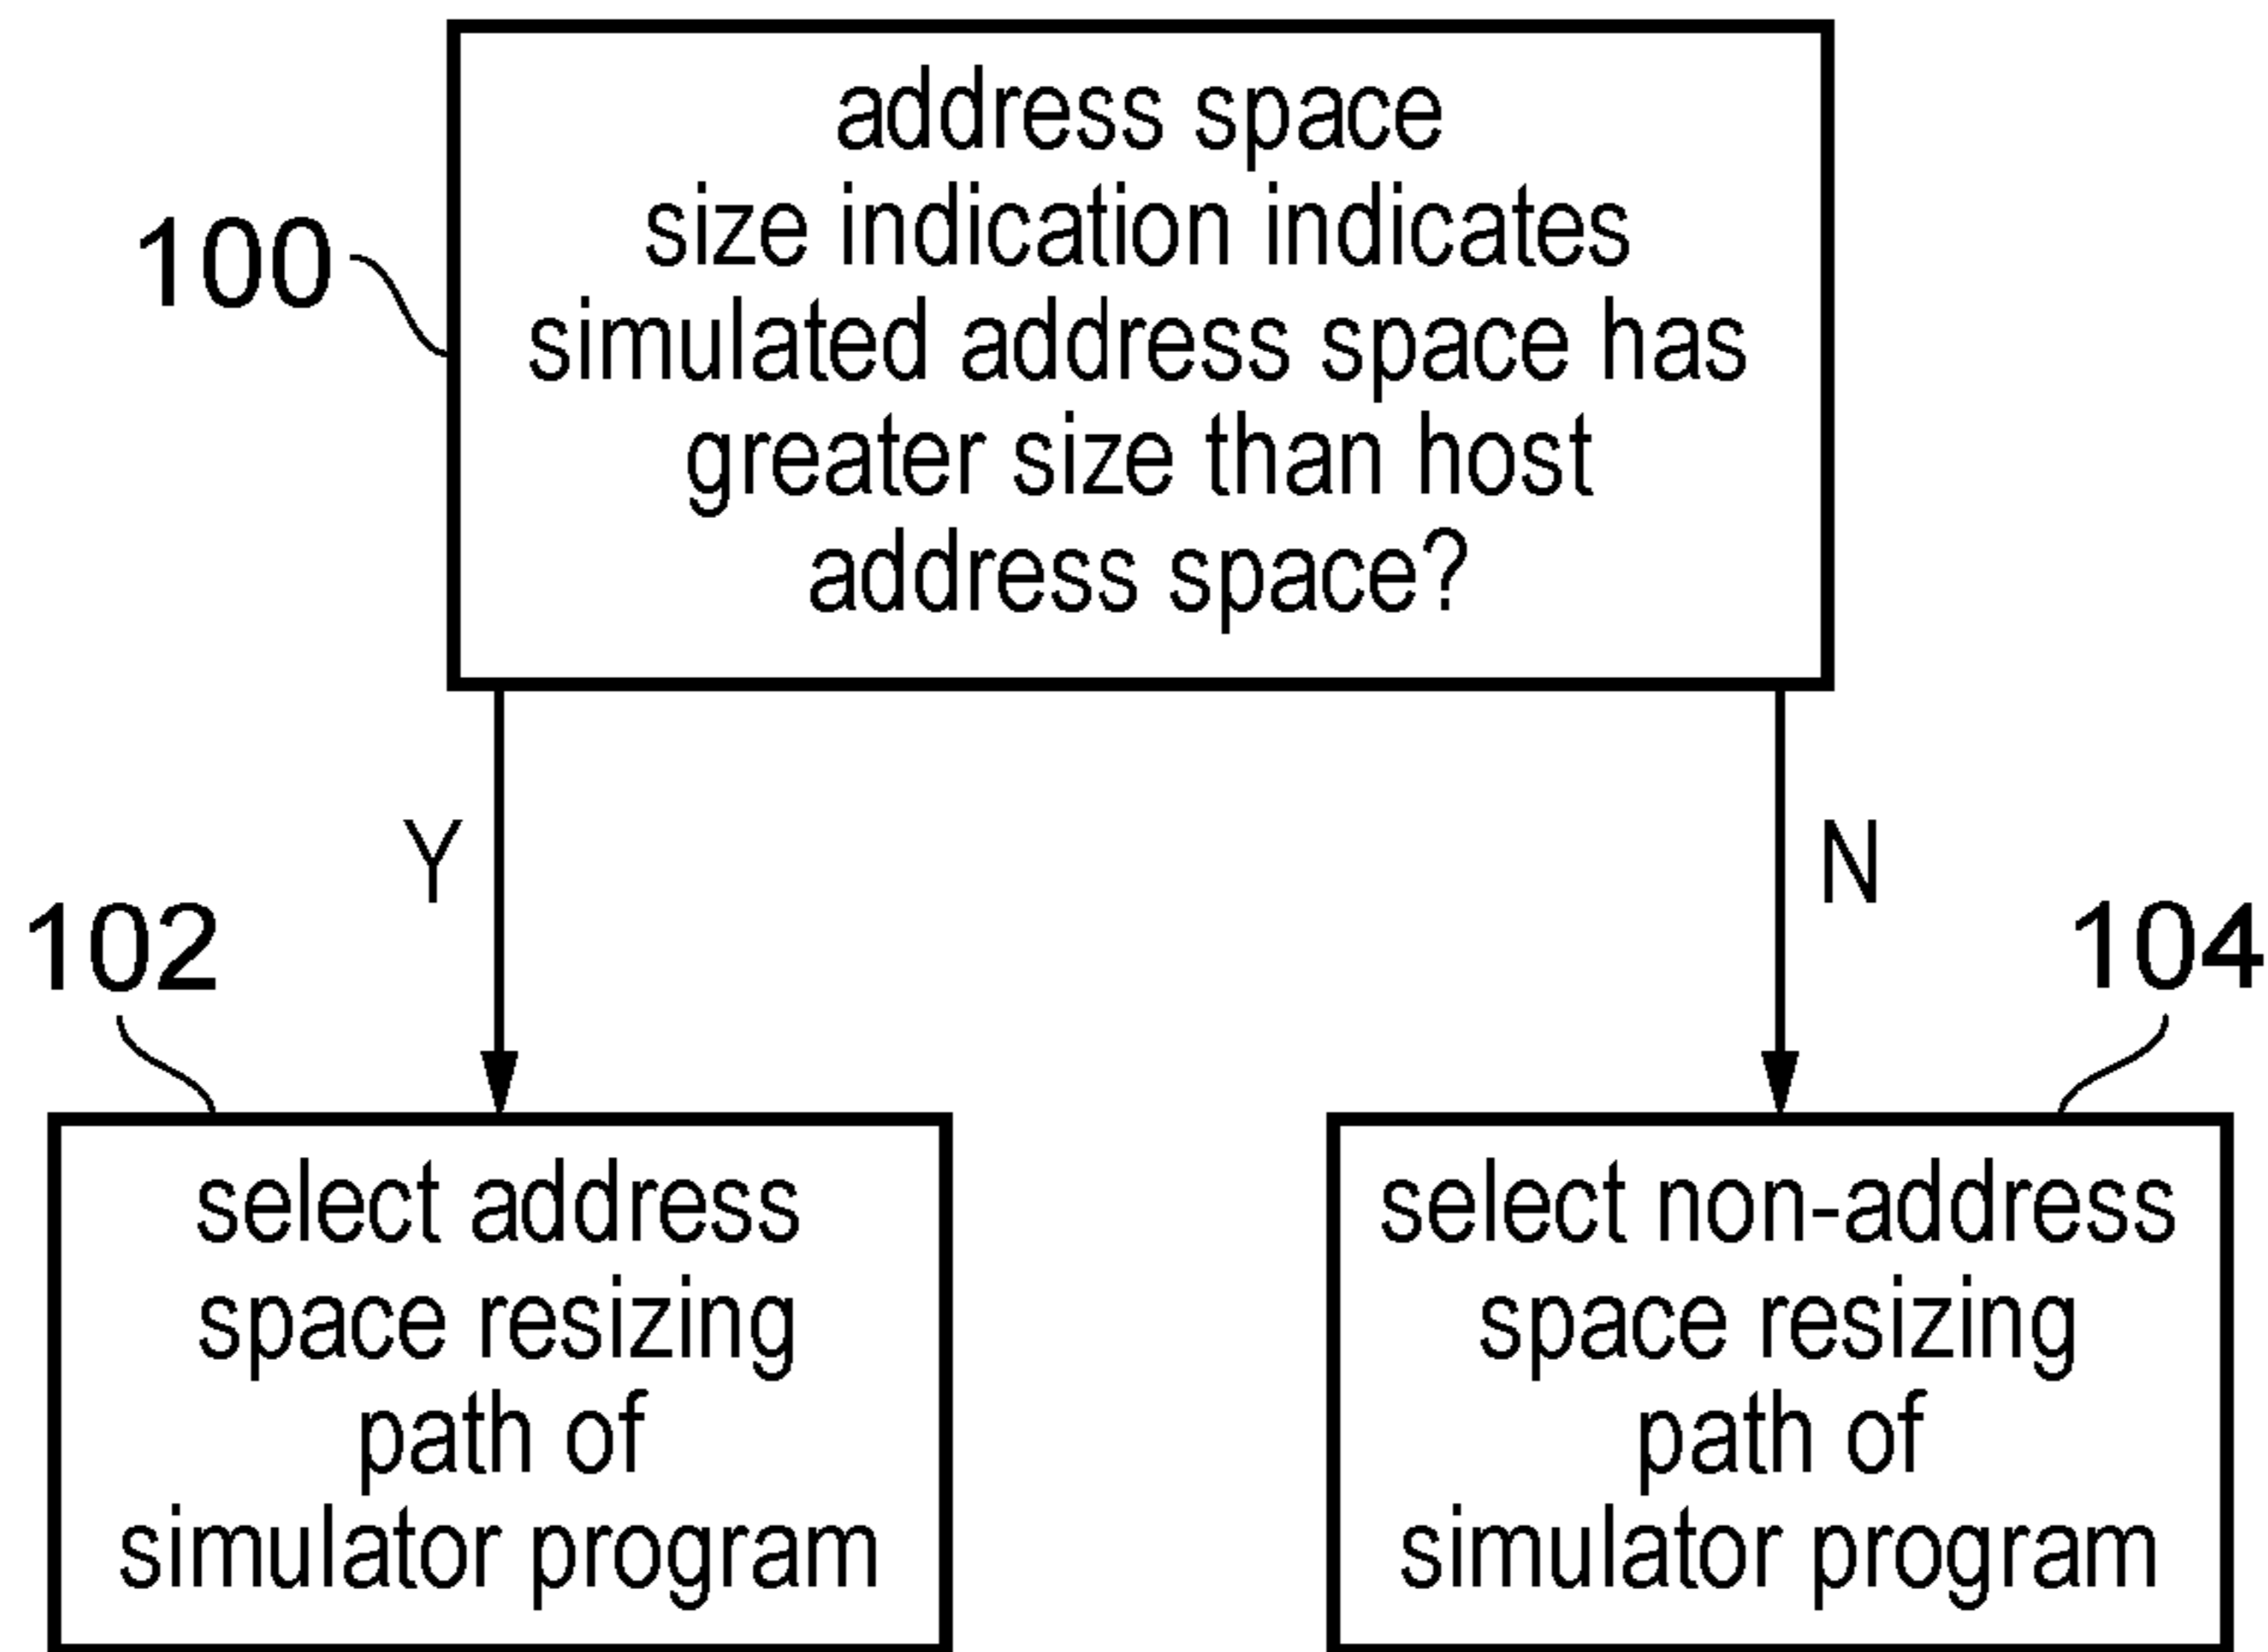 address space
size indication indicates
simulated address space has
greater size than host
address space?
100
Y
N
102
104
select address
space resizing
path of
simulator program
select non-address
space resizing
path of
simulator program